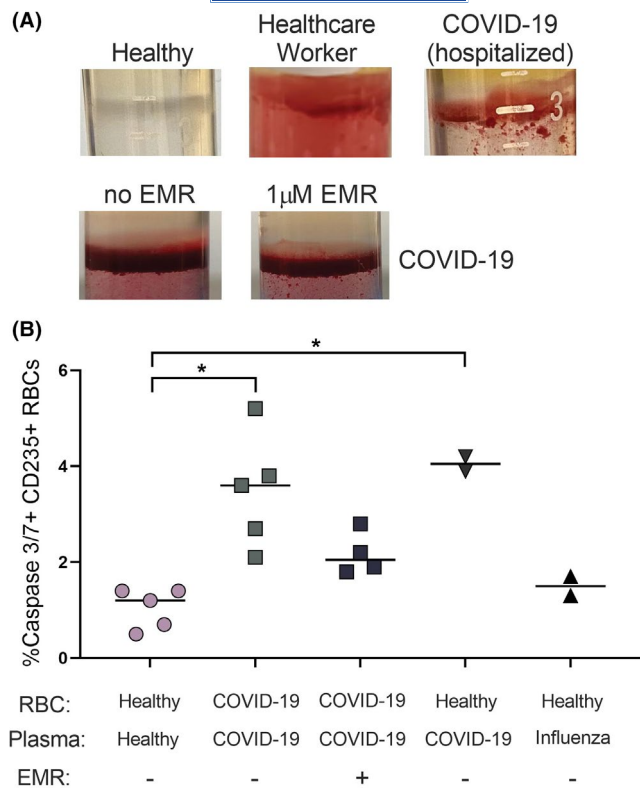 (A)
Healthy
Healthcare
Worker
COVID-19
(hospitalized)
3
no EMR
1μM EMR
COVID-19
(B)
%Caspase 3/7+ CD235+ RBCs
6
4
2
0
*
*
RBC: Healthy COVID-19 COVID-19 Healthy Healthy
Plasma: Healthy COVID-19 COVID-19 COVID-19 Influenza
EMR: - - + - -